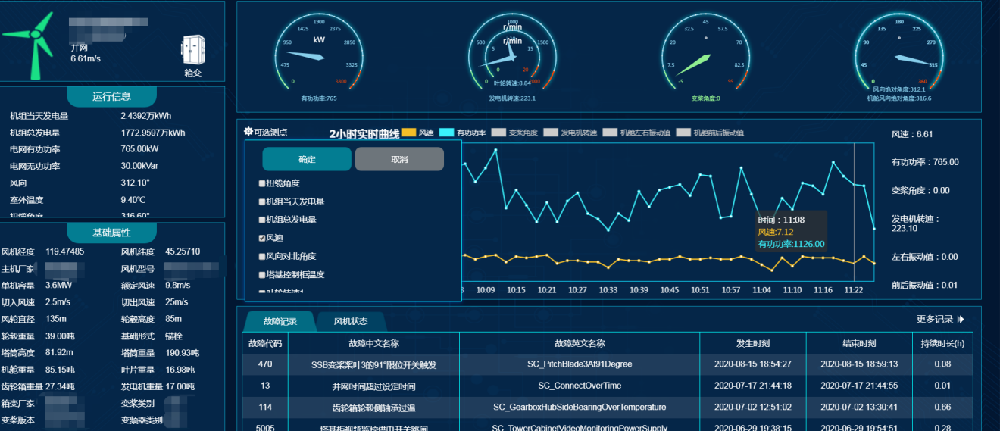 并网
6.61m/s
箱变
运行信息
机组当天发电量 2.4392万kWh
机组总发电量 1772.9597万kWh
电网有功功率 765.00kW
电网无功功率 30.00kVar
风向 312.10°
室外温度 9.40℃
扭缆角度 316.60°
基础属性
风机经度 119.47485 风机纬度 45.25710
主机厂家 风机型号
单机容量 3.6MW 额定风速 9.8m/s
切入风速 2.5m/s 切出风速 25m/s
风轮直径 135m 轮毂高度 85m
轮毂重量 39.00吨 基础形式 锚栓
塔筒高度 81.92m 塔筒重量 190.93吨
机舱重量 85.15吨 叶片重量 16.98吨
齿轮箱重量 27.34吨 发电机重量 17.00吨
箱变厂家 变桨类别
变桨版本 变频器类别
0 475 950 1425 1900 2375 2850 3325 3800
kW
有功功率:765
0 500 1000 1500 2000
r/min
0 5 10 15 20
r/min
叶轮转速:8.84
发电机转速:223.1
-5 7.5 20 32.5 45 57.5 70 82.5 95
°
变桨角度:0
0 45 90 135 180 225 270 315 360
°
风向绝对角度:312.1
机舱风向绝对角度:316.6
可选测点
2小时实时曲线 风速 有功功率 变桨角度 发电机转速 机舱左右振动值 机舱前后振动值
确定 取消
扭缆角度
机组当天发电量
机组总发电量
风速
风向对北角度
塔基控制柜温度
叶轮转速1
时间：11:08
风速:7.12
有功功率:1126.00
10:09 10:15 10:21 10:27 10:33 10:39 10:45 10:51 10:57 11:04 11:10 11:16 11:22
风速：6.61
有功功率：765.00
变桨角度：0.00
发电机转速：
223.10
左右振动值：0.00
前后振动值：0.01
故障记录 风机状态 更多记录
故障代码 故障中文名称 故障英文名称 发生时刻 结束时刻 持续时长(h)
470 SSB变桨桨叶3的91°限位开关触发 SC_PitchBlade3At91Degree 2020-08-15 18:54:27 2020-08-15 18:59:13 0.08
13 并网时间超过设定时间 SC_ConnectOverTime 2020-07-17 21:44:18 2020-07-17 21:44:55 0.01
114 齿轮箱轮毂侧轴承过温 SC_GearboxHubSideBearingOverTemperature 2020-07-02 12:51:02 2020-07-02 13:30:41 0.66
5005 塔基柜视频监控供电开关跳闸 SC_TowerCabinetVideoMonitoringPowerSupply 2020-06-29 19:38:15 2020-06-29 19:54:51 0.28